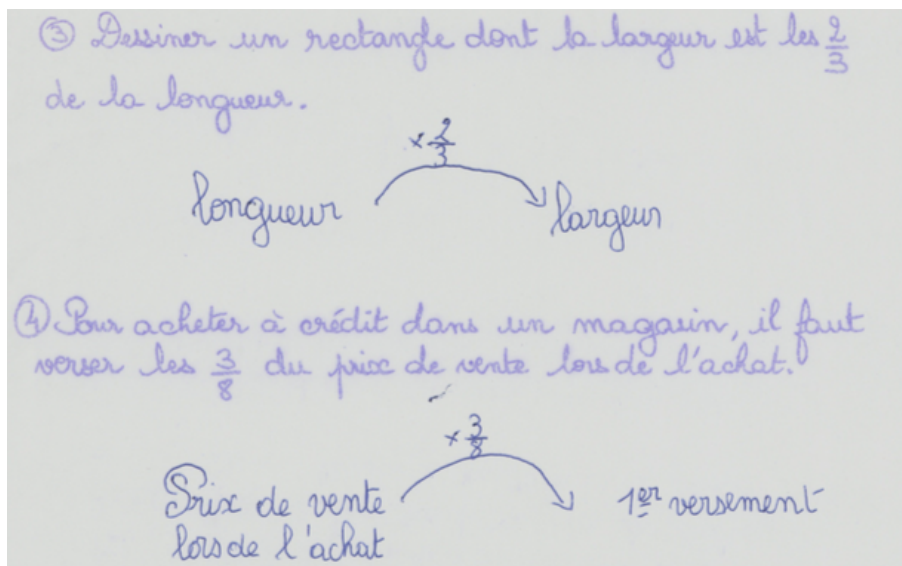 ③ Dessiner un rectangle dont la largeur est les 2/3
de la longueur.
× 2/3
longueur largeur
④ Pour acheter à crédit dans un magasin, il faut
verser les 3/8 du prix de vente lors de l'achat.
× 3/8
Prix de vente 1er versement
lors de l'achat